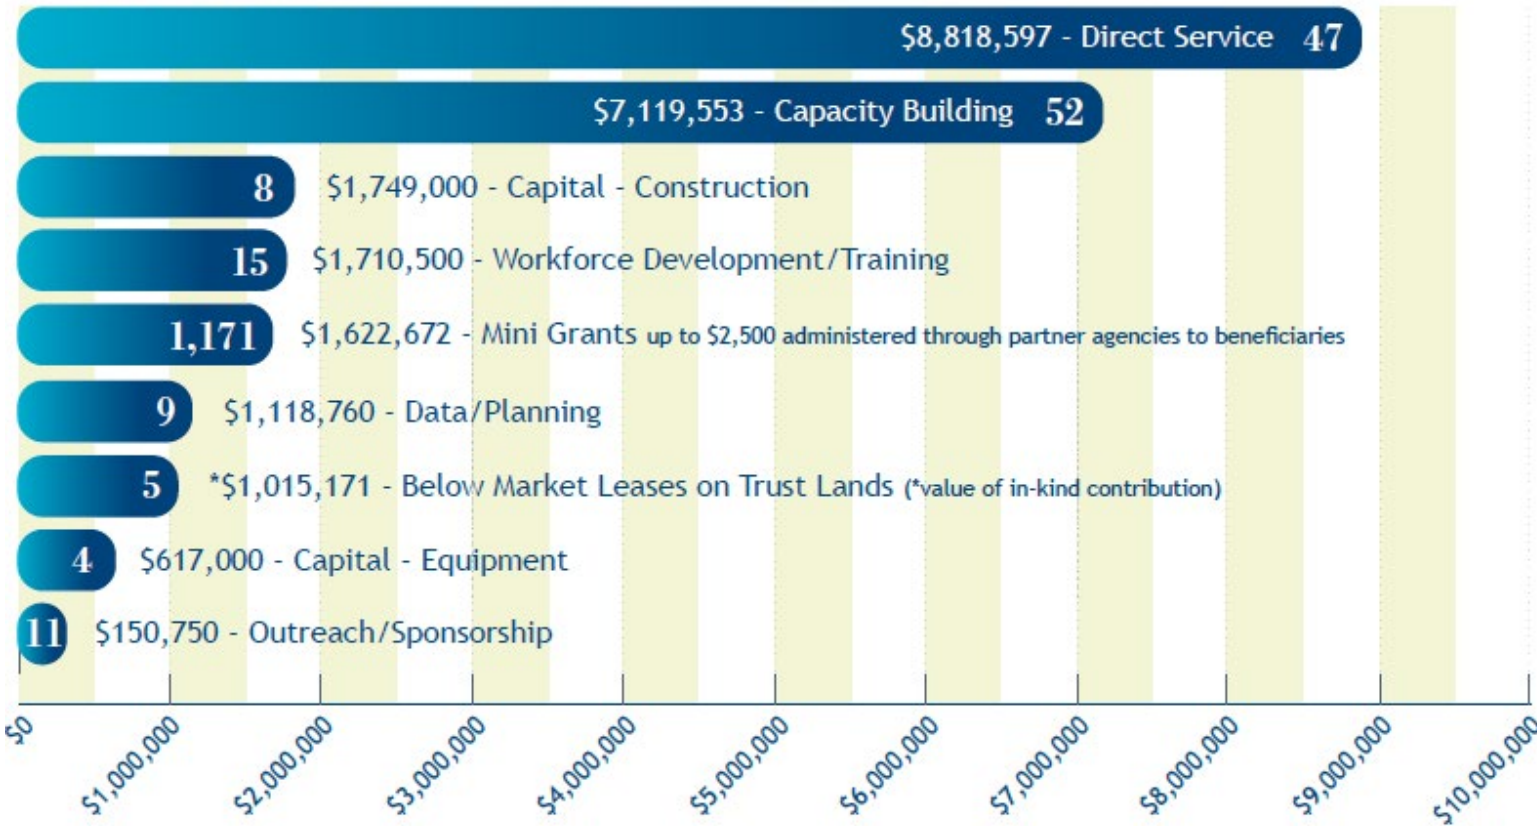 $8,818,597 - Direct Service 47
$7,119,553 - Capacity Building 52
8 $1,749,000 - Capital - Construction
15 $1,710,500 - Workforce Development/Training
1,171 $1,622,672 - Mini Grants up to $2,500 administered through partner agencies to beneficiaries
9 $1,118,760 - Data/Planning
5 *$1,015,171 - Below Market Leases on Trust Lands (*value of in-kind contribution)
4 $617,000 - Capital - Equipment
11 $150,750 - Outreach/Sponsorship
$0 $1,000,000 $2,000,000 $3,000,000 $4,000,000 $5,000,000 $6,000,000 $7,000,000 $8,000,000 $9,000,000 $10,000,000